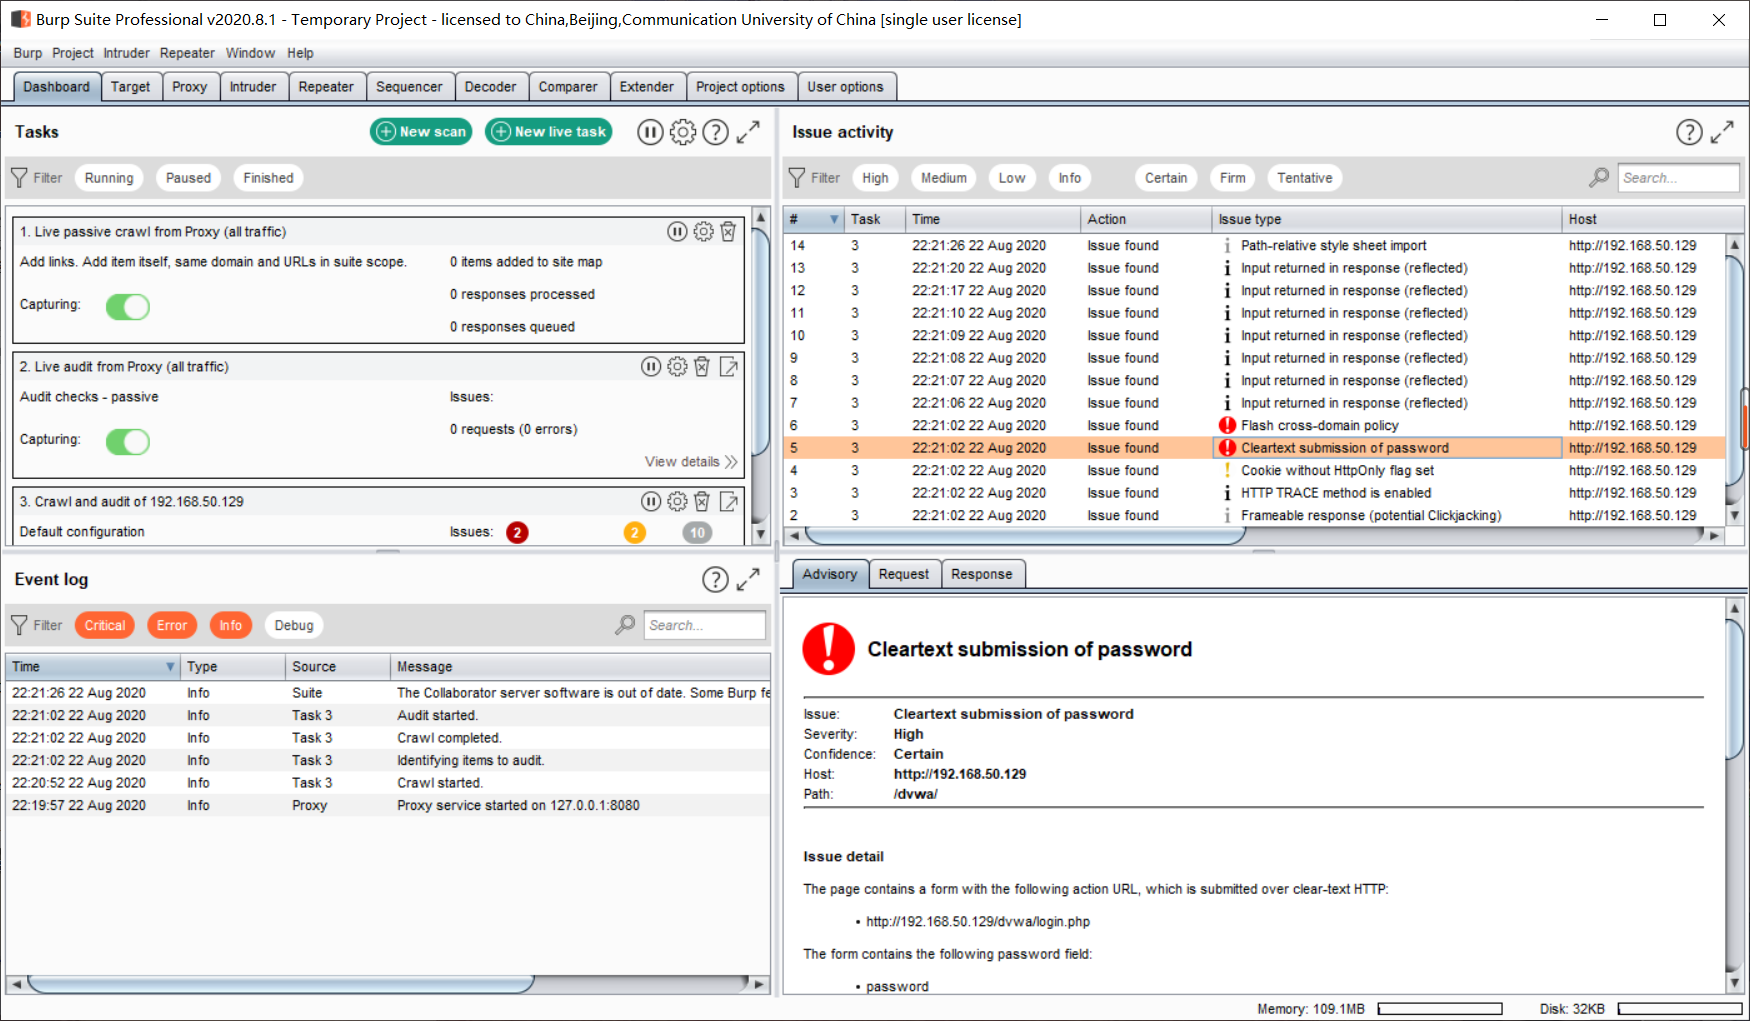 Burp Suite Professional v2020.8.1 - Temporary Project - licensed to China,Beijing,Communication University of China [single user license]
Burp Project Intruder Repeater Window Help
Dashboard Target Proxy Intruder Repeater Sequencer Decoder Comparer Extender Project options User options
Tasks
New scan
New live task
Filter Running Paused Finished
1. Live passive crawl from Proxy (all traffic)
Add links. Add item itself, same domain and URLs in suite scope.
0 items added to site map
0 responses processed
Capturing:
0 responses queued
2. Live audit from Proxy (all traffic)
Audit checks - passive
Issues:
0 requests (0 errors)
Capturing:
View details
3. Crawl and audit of 192.168.50.129
Default configuration
Issues: 2 2 10
Issue activity
Filter High Medium Low Info Certain Firm Tentative Search...
# Task Time Action Issue type Host
14 3 22:21:26 22 Aug 2020 Issue found Path-relative style sheet import http://192.168.50.129
13 3 22:21:20 22 Aug 2020 Issue found Input returned in response (reflected) http://192.168.50.129
12 3 22:21:17 22 Aug 2020 Issue found Input returned in response (reflected) http://192.168.50.129
11 3 22:21:10 22 Aug 2020 Issue found Input returned in response (reflected) http://192.168.50.129
10 3 22:21:09 22 Aug 2020 Issue found Input returned in response (reflected) http://192.168.50.129
9 3 22:21:08 22 Aug 2020 Issue found Input returned in response (reflected) http://192.168.50.129
8 3 22:21:07 22 Aug 2020 Issue found Input returned in response (reflected) http://192.168.50.129
7 3 22:21:06 22 Aug 2020 Issue found Input returned in response (reflected) http://192.168.50.129
6 3 22:21:02 22 Aug 2020 Issue found Flash cross-domain policy http://192.168.50.129
5 3 22:21:02 22 Aug 2020 Issue found Cleartext submission of password http://192.168.50.129
4 3 22:21:02 22 Aug 2020 Issue found Cookie without HttpOnly flag set http://192.168.50.129
3 3 22:21:02 22 Aug 2020 Issue found HTTP TRACE method is enabled http://192.168.50.129
2 3 22:21:02 22 Aug 2020 Issue found Frameable response (potential Clickjacking) http://192.168.50.129
Event log
Filter Critical Error Info Debug Search...
Time Type Source Message
22:21:26 22 Aug 2020 Info Suite The Collaborator server software is out of date. Some Burp fe
22:21:02 22 Aug 2020 Info Task 3 Audit started.
22:21:02 22 Aug 2020 Info Task 3 Crawl completed.
22:21:02 22 Aug 2020 Info Task 3 Identifying items to audit.
22:20:52 22 Aug 2020 Info Task 3 Crawl started.
22:19:57 22 Aug 2020 Info Proxy Proxy service started on 127.0.0.1:8080
Advisory Request Response
Cleartext submission of password
Issue: Cleartext submission of password
Severity: High
Confidence: Certain
Host: http://192.168.50.129
Path: /dvwa/
Issue detail
The page contains a form with the following action URL, which is submitted over clear-text HTTP:
• http://192.168.50.129/dvwa/login.php
The form contains the following password field:
• password
Memory: 109.1MB Disk: 32KB